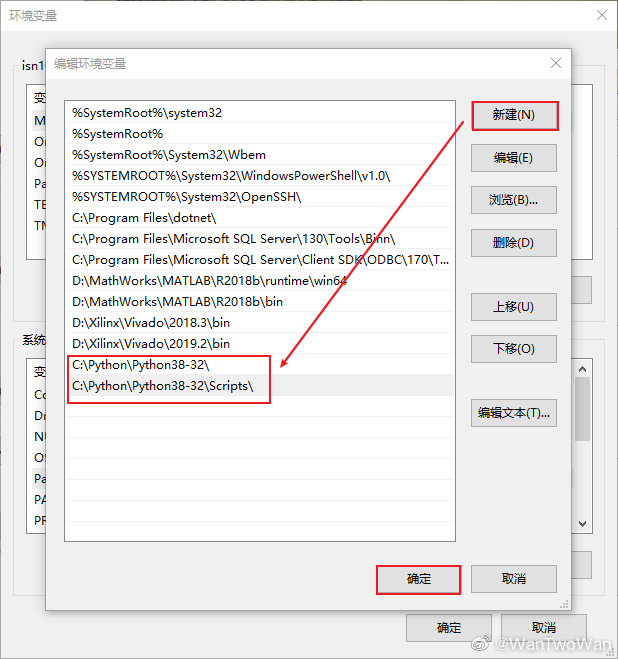 环境变量
isn1
编辑环境变量
变
M
Or
Or
Pa
TE
TM
%SystemRoot%\system32
%SystemRoot%
%SystemRoot%\System32\Wbem
%SYSTEMROOT%\System32\WindowsPowerShell\v1.0\
%SYSTEMROOT%\System32\OpenSSH\
C:\Program Files\dotnet\
C:\Program Files\Microsoft SQL Server\130\Tools\Binn\
C:\Program Files\Microsoft SQL Server\Client SDK\ODBC\170\T...
D:\MathWorks\MATLAB\R2018b\runtime\win64
D:\MathWorks\MATLAB\R2018b\bin
D:\Xilinx\Vivado\2018.3\bin
D:\Xilinx\Vivado\2019.2\bin
C:\Python\Python38-32\
C:\Python\Python38-32\Scripts\
新建(N)
编辑(E)
浏览(B)...
删除(D)
上移(U)
下移(O)
编辑文本(T)...
系统
变
Co
Dr
NU
OS
Pa
PA
PR
确定
取消
确定
取消
@WanTwoWan